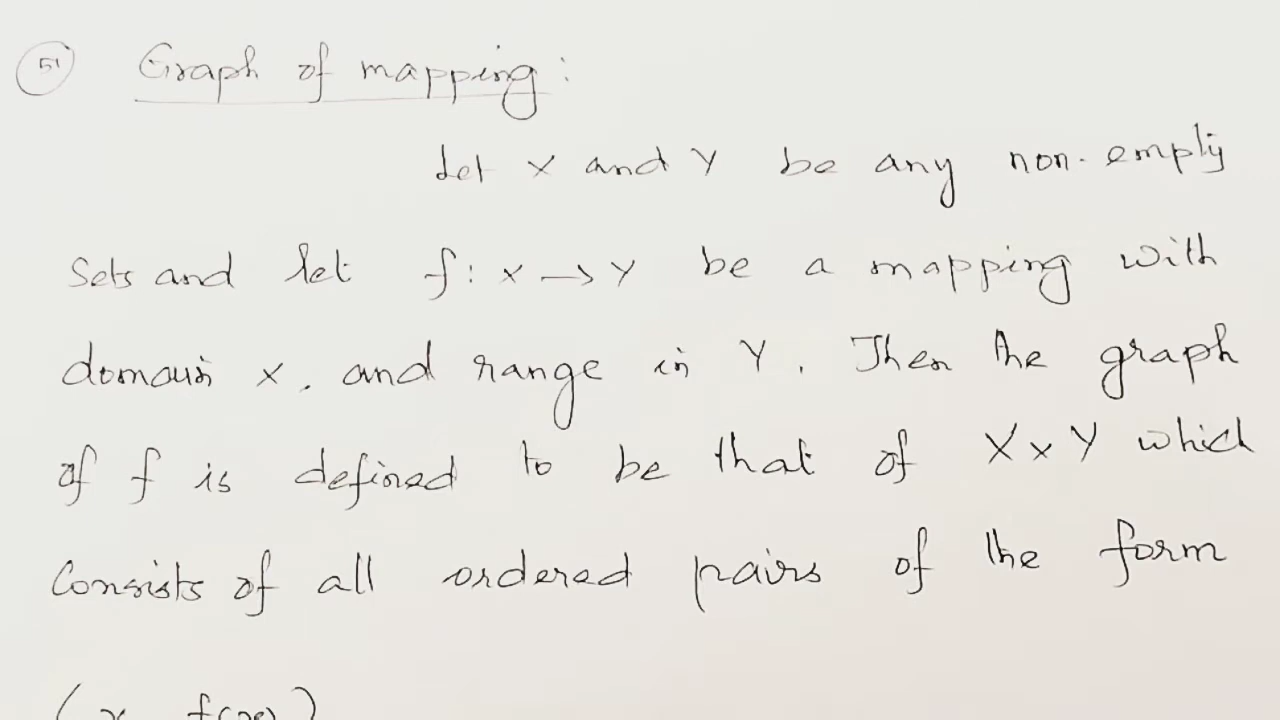 51 Graph of mapping:
Let X and Y be any non-empty
Sets and let f: X → Y be a mapping with
domain X. and range in Y. Then the graph
of f is defined to be that of X x Y which
Consists of all ordered pairs of the form
(x f(x))